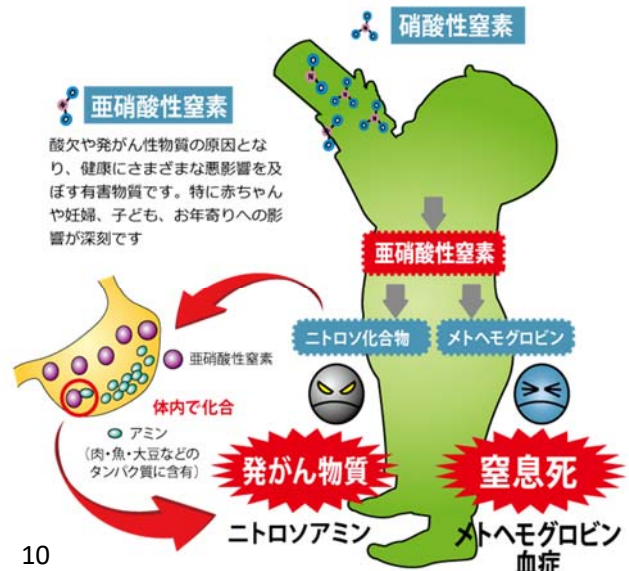 硝酸性窒素
亜硝酸性窒素
酸欠や発がん性物質の原因とな
り、健康にさまざまな悪影響を及
ぼす有害物質です。特に赤ちゃん
や妊婦、子ども、お年寄りへの影
響が深刻です
亜硝酸性窒素
ニトロソ化合物
メトヘモグロビン
亜硝酸性窒素
体内で化合
アミン
（肉・魚・大豆などの
タンパク質に含有）
発がん物質
ニトロソアミン
窒息死
メトヘモグロビン
血症
10